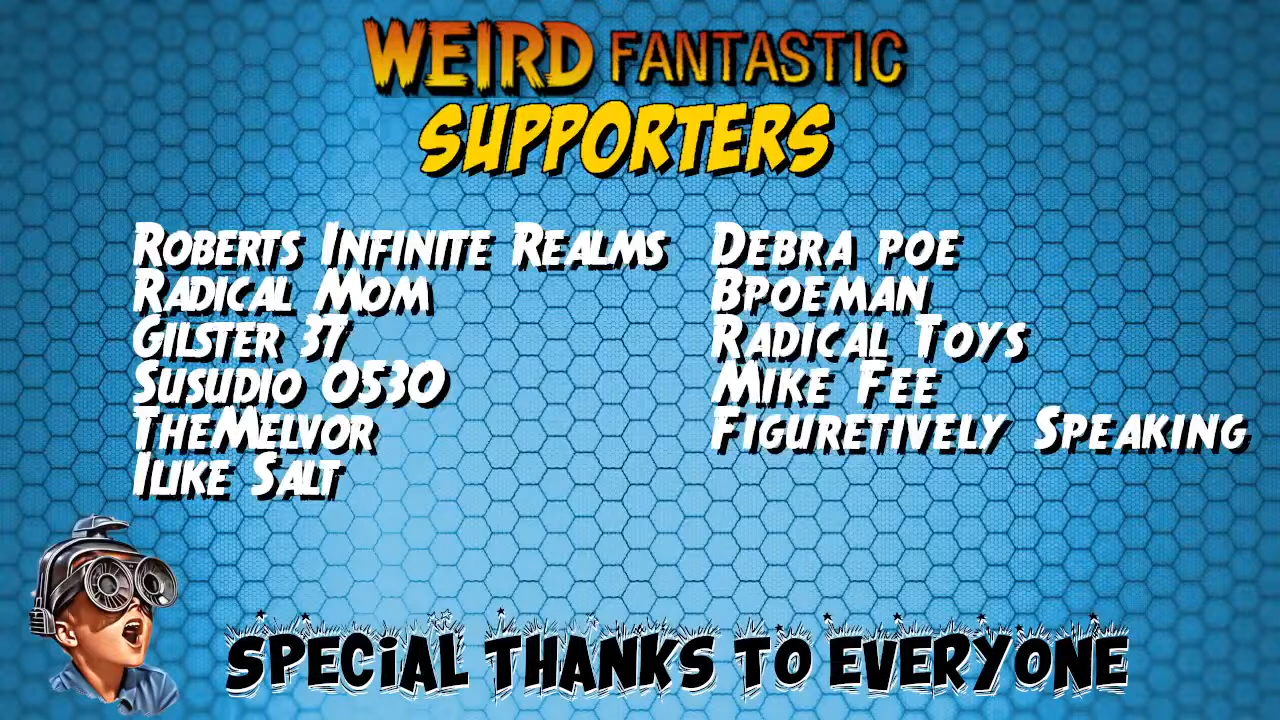 WEIRD FANTASTIC
SUPPORTERS
ROBERTS INFINITE REALMS
RADICAL MOM
GILSTER 37
SUSUDIO 0530
THEMELVOR
ILIKE SALT
DEBRA POE
BPOEMAN
RADICAL TOYS
MIKE FEE
FIGURETIVELY SPEAKING
SPECIAL THANKS TO EVERYONE